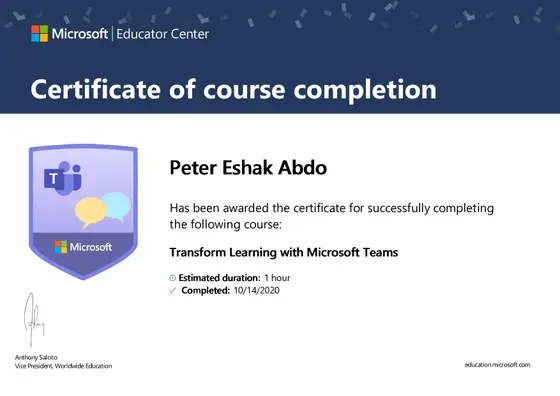 Microsoft | Educator Center
Certificate of course completion
Peter Eshak Abdo
Has been awarded the certificate for successfully completing
the following course:
T
Microsoft
Transform Learning with Microsoft Teams
Estimated duration: 1 hour
Completed: 10/14/2020
Anthony Salcito
Vice President, Worldwide Education
education.microsoft.com